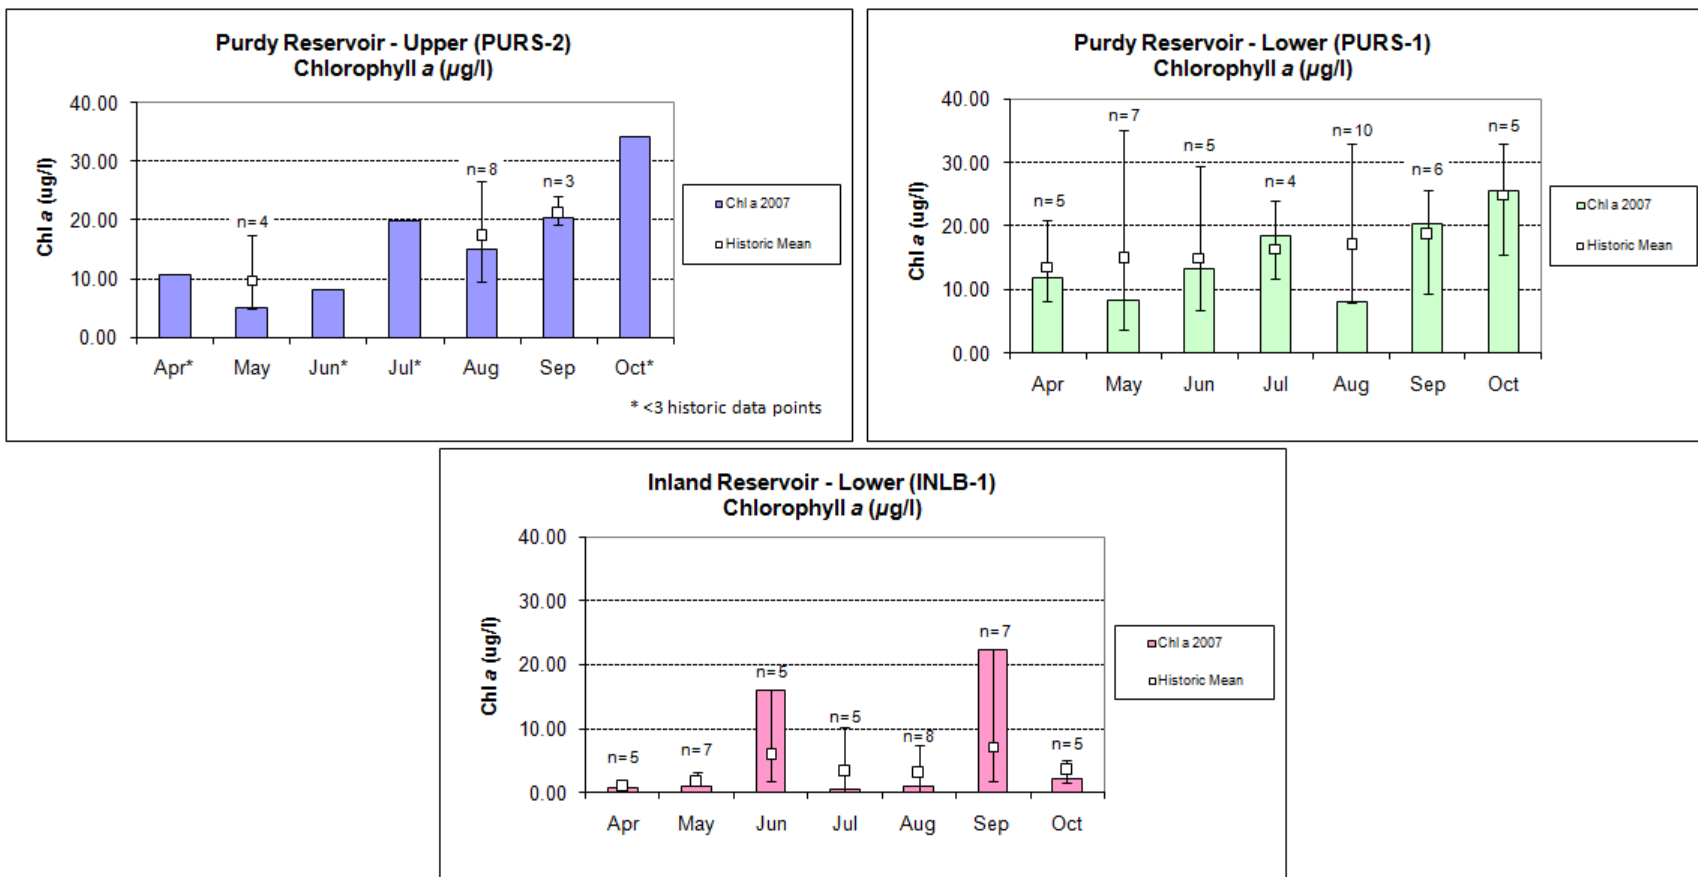 Purdy Reservoir - Upper (PURS-2)
Chlorophyll a (µg/l)
Chl a (ug/l)
40.00
30.00
20.00
10.00
0.00
n=4
n=8
n=3
Apr*
May
Jun*
Jul*
Aug
Sep
Oct*
* <3 historic data points
Chl a 2007
Historic Mean
Purdy Reservoir - Lower (PURS-1)
Chlorophyll a (µg/l)
Chl a (ug/l)
40.00
30.00
20.00
10.00
0.00
n=5
n=7
n=5
n=4
n=10
n=6
n=5
Apr
May
Jun
Jul
Aug
Sep
Oct
Chl a 2007
Historic Mean
Inland Reservoir - Lower (INLB-1)
Chlorophyll a (µg/l)
Chl a (ug/l)
40.00
30.00
20.00
10.00
0.00
n=5
n=7
n=5
n=5
n=8
n=7
n=5
Apr
May
Jun
Jul
Aug
Sep
Oct
Chl a 2007
Historic Mean